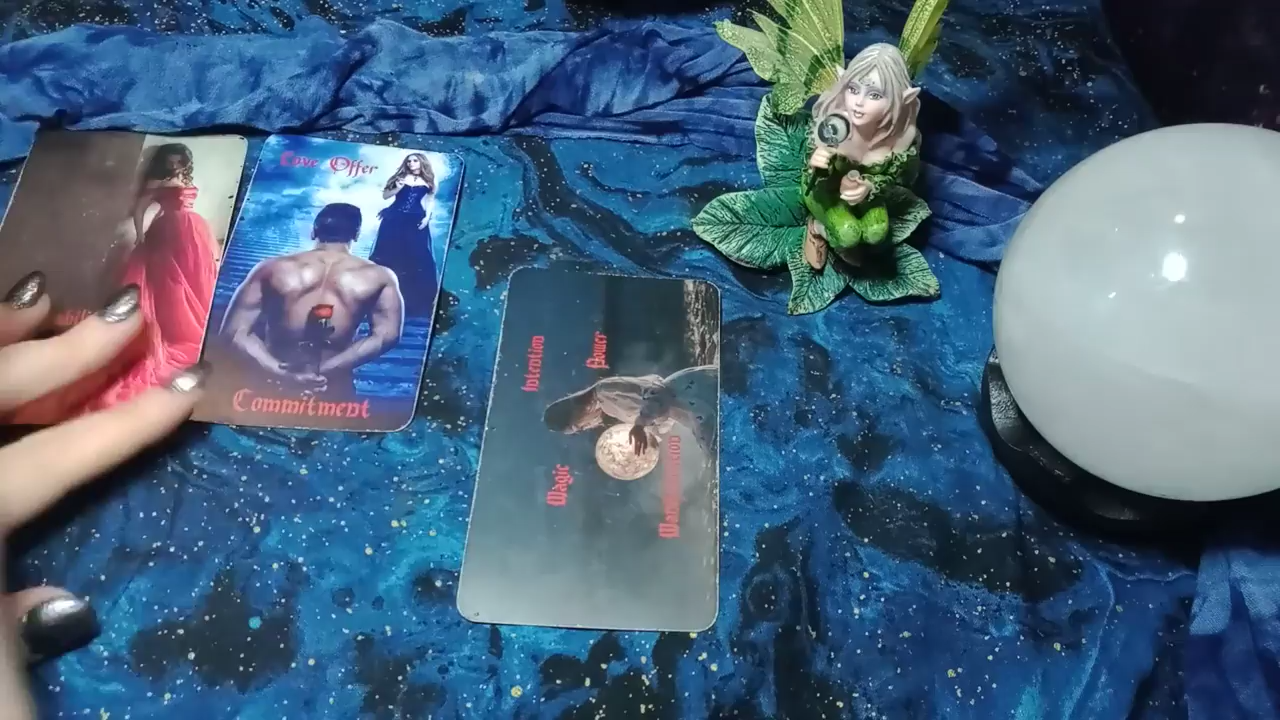 Love Offer
Commitment
Intention
Power
Magic
Manifestation